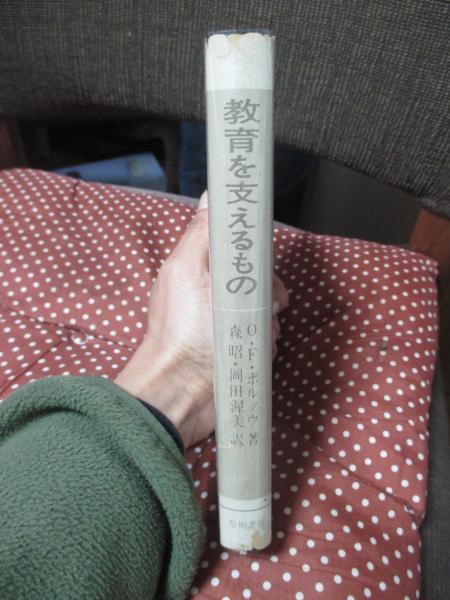 教育を支えるもの
O・F・ボルノウ著
森昭・岡田渥美訳
黎明書房